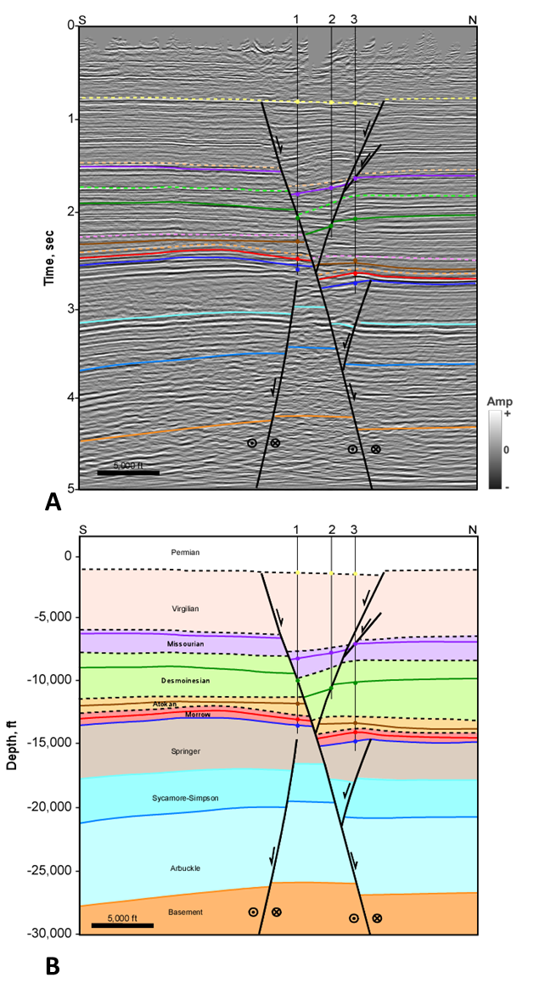 S 1 2 3 N
0
1
2
3
4
5
Time, sec
5,000 ft
Amp
+
0
-
A
S 1 2 3 N
0
-5,000
-10,000
-15,000
-20,000
-25,000
-30,000
Depth, ft
Permian
Virgilian
Missourian
Desmoinesian
Atokan
Morrow
Springer
Sycamore-Simpson
Arbuckle
Basement
5,000 ft
B